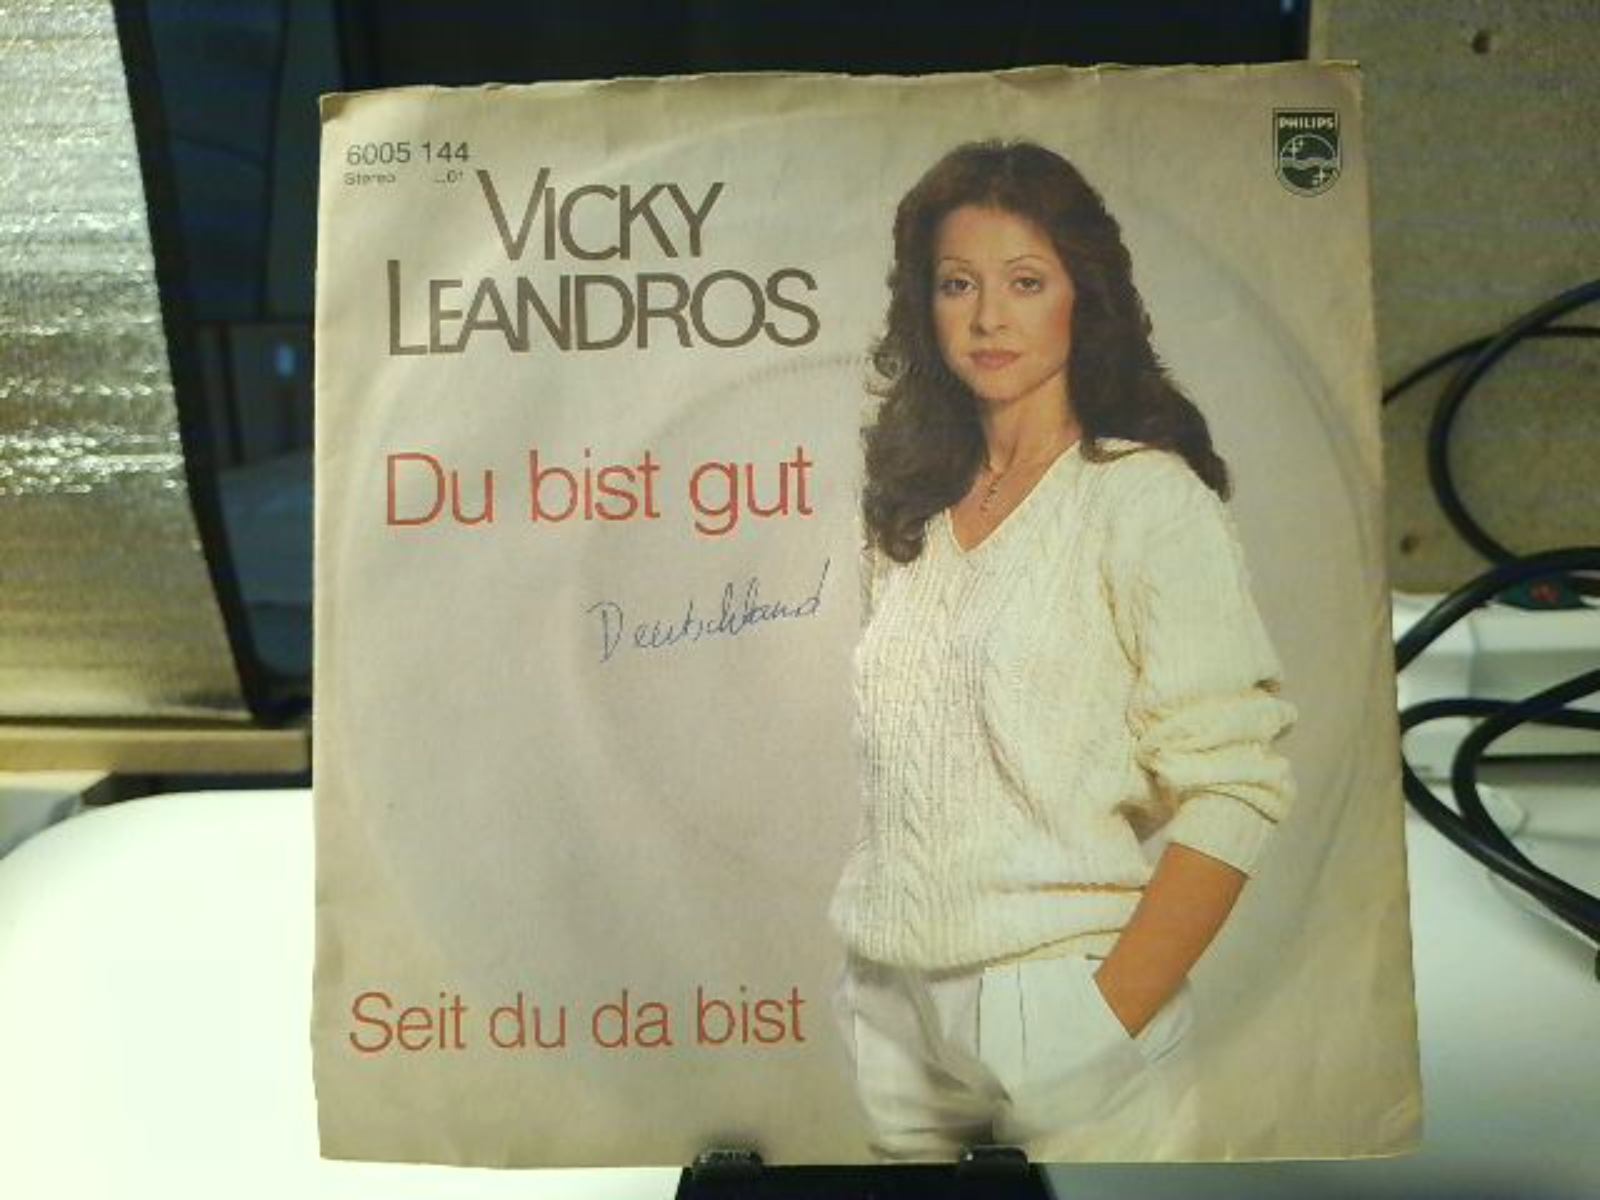 6005 144
Stereo
PHILIPS
VICKY
LEANDROS
Du bist gut
Deutschland
Seit du da bist